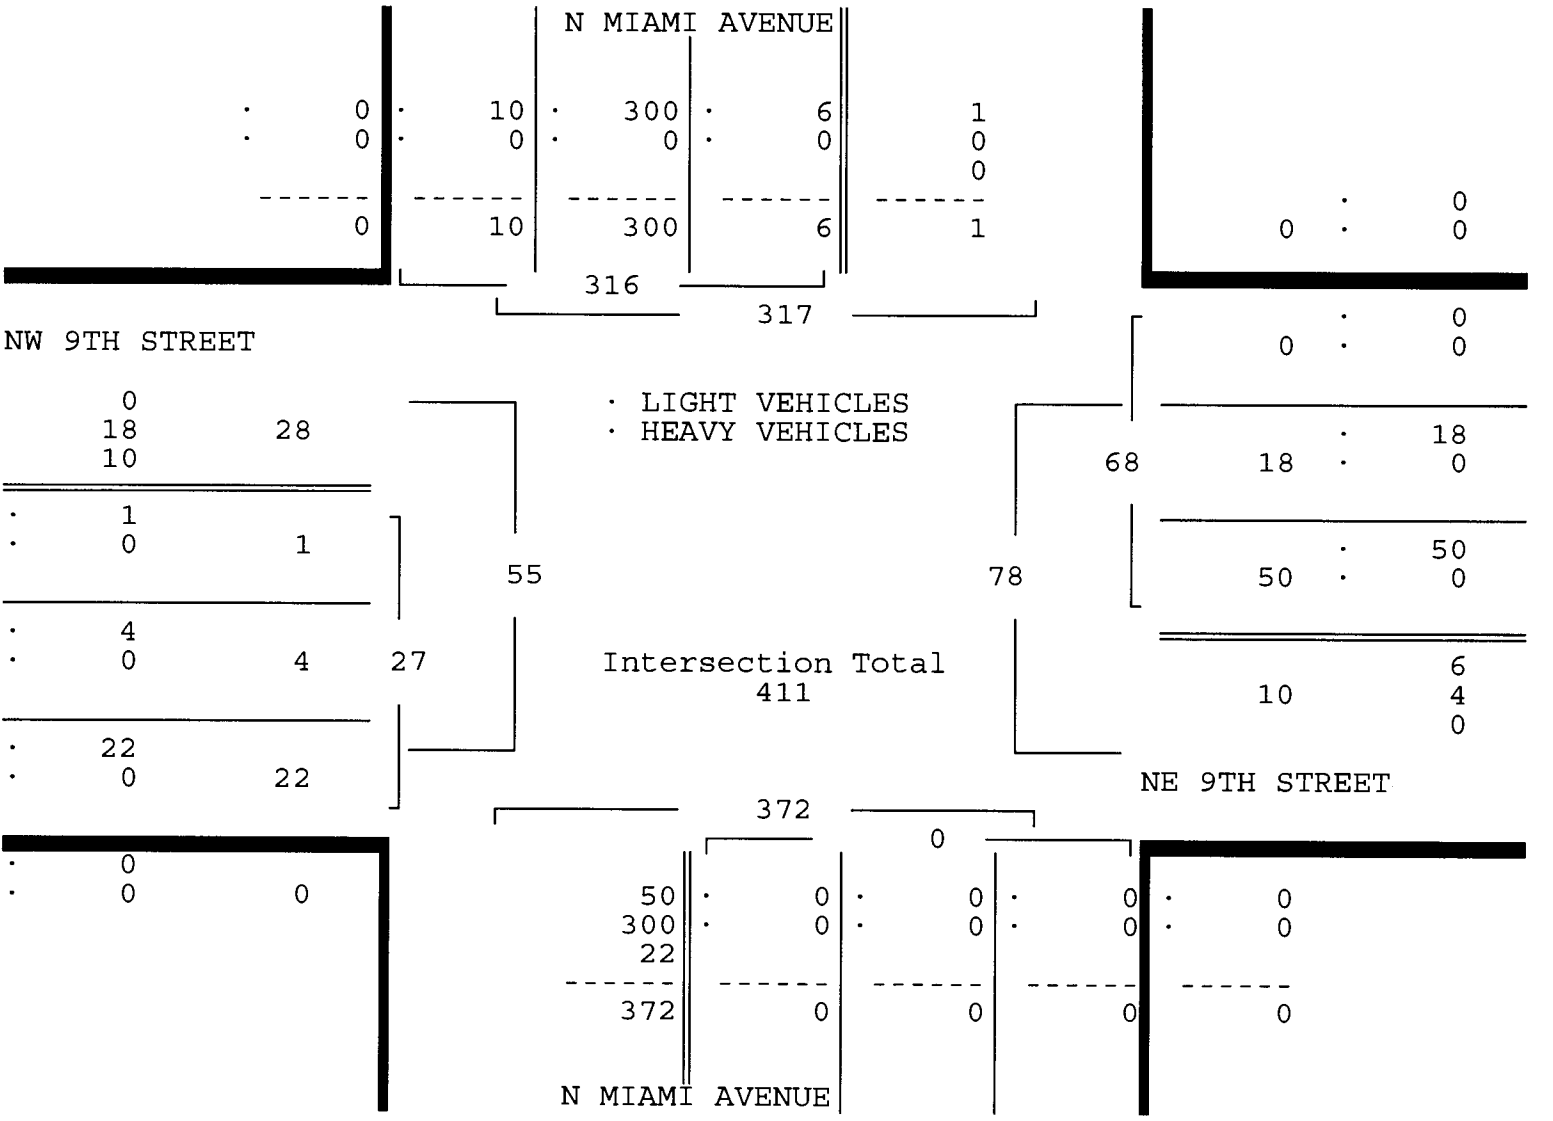 N MIAMI AVENUE
· 0 · 10 · 300 · 6 1
· 0 · 0 · 0 · 0 0
0
------ ------ ------ ------ ------
· 0
0 10 300 6 1
0 · 0
316
317
· 0
NW 9TH STREET
0 · 0
0
· LIGHT VEHICLES
18 28
· HEAVY VEHICLES
· 18
10
68 18 · 0
· 1
· 0 1
· 50
55 78 50 · 0
· 4
· 0 4 27 Intersection Total 6
411 10 4
0
· 22
· 0 22
NE 9TH STREET
372
0
· 0
· 0 0
50 · 0 · 0 · 0 · 0
300 · 0 · 0 · 0 · 0
22
------ ------ ------ ------ ------
372 0 0 0 0
N MIAMI AVENUE